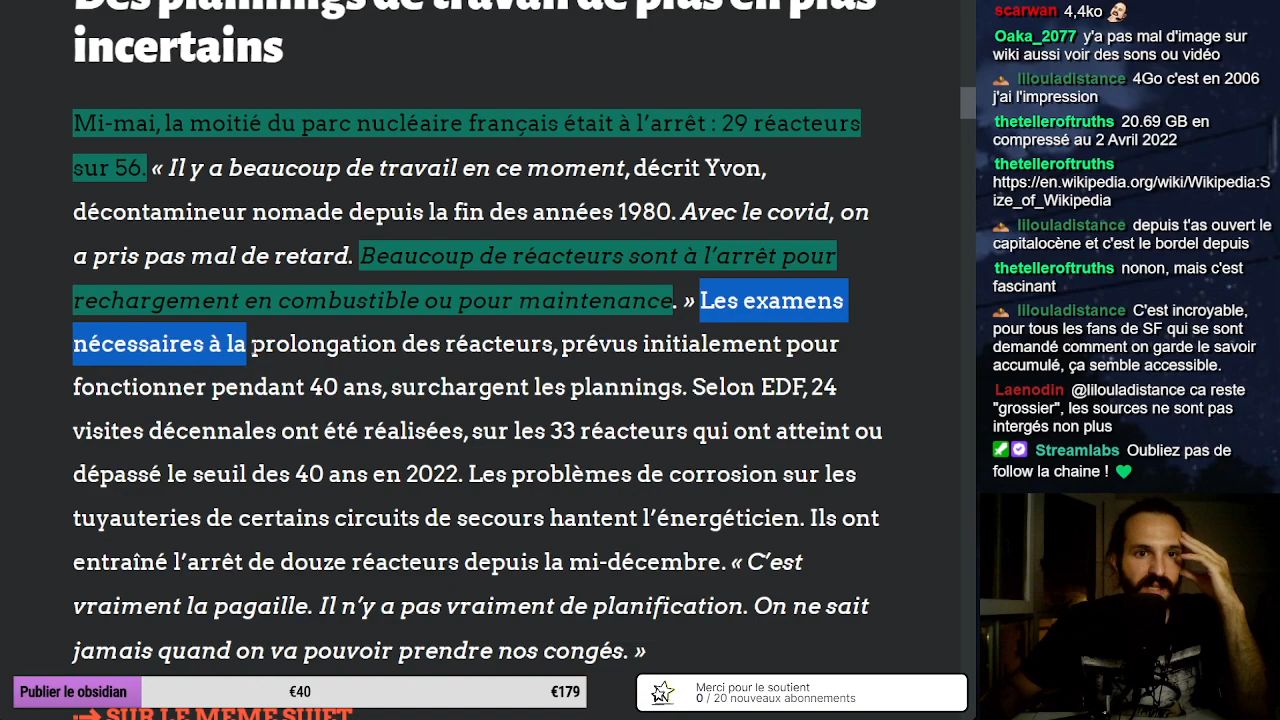 Des plannings de travail de plus en plus
incertains
Mi-mai, la moitié du parc nucléaire français était à l’arrêt : 29 réacteurs
sur 56. « Il y a beaucoup de travail en ce moment, décrit Yvon,
décontamineur nomade depuis la fin des années 1980. Avec le covid, on
a pris pas mal de retard. Beaucoup de réacteurs sont à l’arrêt pour
rechargement en combustible ou pour maintenance. » Les examens
nécessaires à la prolongation des réacteurs, prévus initialement pour
fonctionner pendant 40 ans, surchargent les plannings. Selon EDF, 24
visites décennales ont été réalisées, sur les 33 réacteurs qui ont atteint ou
dépassé le seuil des 40 ans en 2022. Les problèmes de corrosion sur les
tuyauteries de certains circuits de secours hantent l’énergéticien. Ils ont
entraîné l’arrêt de douze réacteurs depuis la mi-décembre. « C’est
vraiment la pagaille. Il n’y a pas vraiment de planification. On ne sait
jamais quand on va pouvoir prendre nos congés. »
SUR LE MÊME SUJET
Publier le obsidian €40 €179
Merci pour le soutient
0 / 20 nouveaux abonnements
scarwan 4,4ko
Oaka_2077 y'a pas mal d'image sur
wiki aussi voir des sons ou vidéo
lilouladistance 4Go c'est en 2006
j'ai l'impression
thetelleroftruths 20.69 GB en
compressé au 2 Avril 2022
thetelleroftruths
https://en.wikipedia.org/wiki/Wikipedia:S
ize_of_Wikipedia
lilouladistance depuis t'as ouvert le
capitalocène et c'est le bordel depuis
thetelleroftruths nonon, mais c'est
fascinant
lilouladistance C'est incroyable,
pour tous les fans de SF qui se sont
demandé comment on garde le savoir
accumulé, ça semble accessible.
Laenodin @lilouladistance ca reste
"grossier", les sources ne sont pas
intergés non plus
Streamlabs Oubliez pas de
follow la chaine !